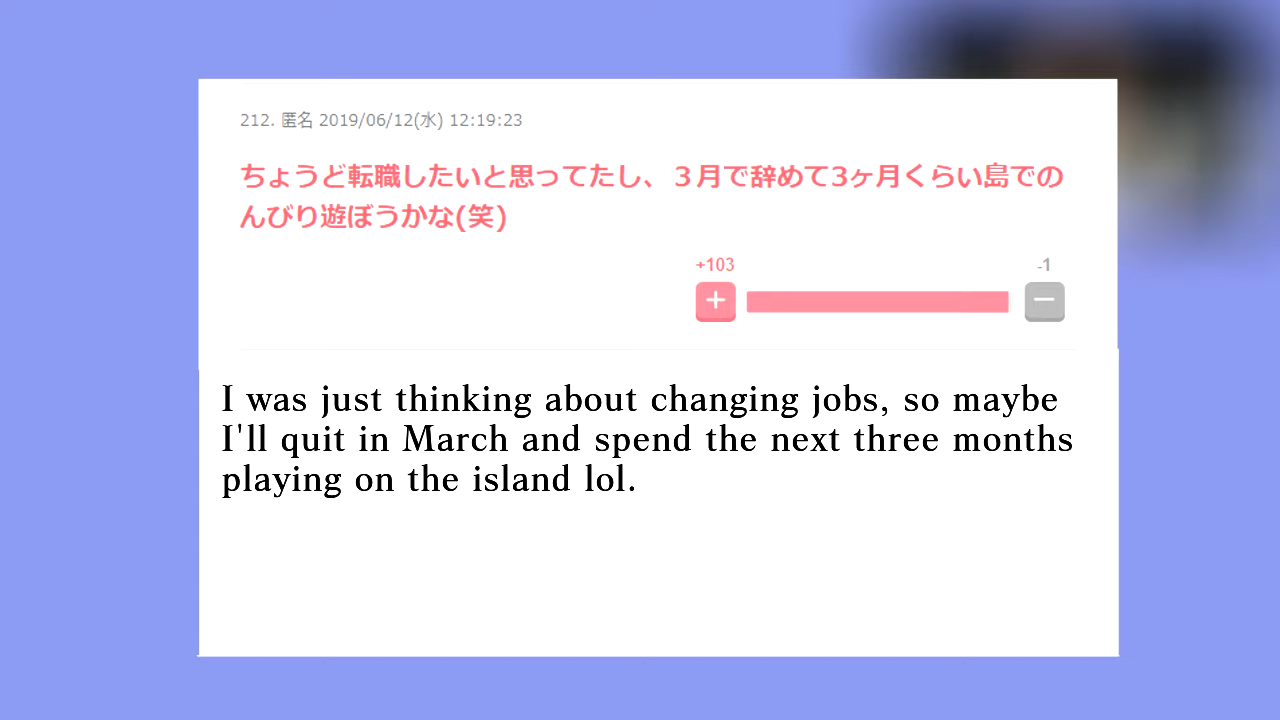 212. 匿名 2019/06/12(水) 12:19:23
ちょうど転職したいと思ってたし、３月で辞めて3ヶ月くらい島での
んびり遊ぼうかな(笑)
+103 -1
+ −
I was just thinking about changing jobs, so maybe
I'll quit in March and spend the next three months
playing on the island lol.